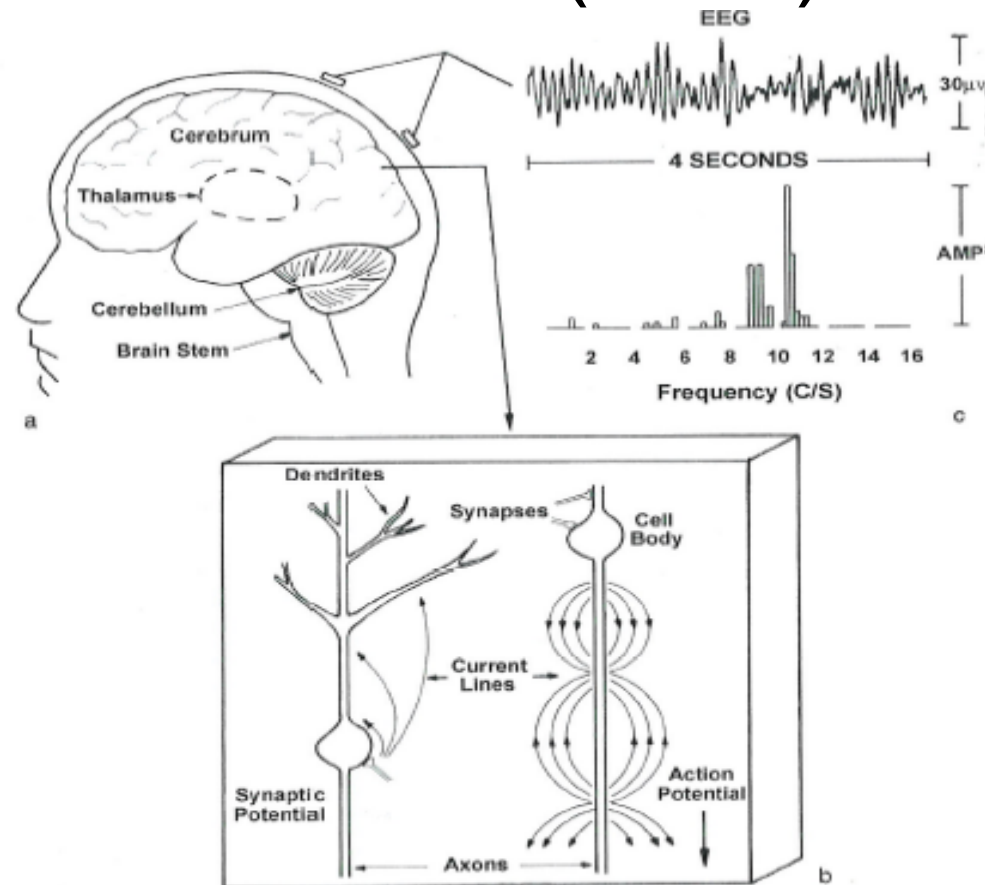 EEG
30μv
4 SECONDS
AMP
2 4 6 8 10 12 14 16
Frequency (C/S)
c
Cerebrum
Thalamus
Cerebellum
Brain Stem
a
Dendrites
Synapses
Cell
Body
Current
Lines
Synaptic
Potential
Action
Potential
Axons
b